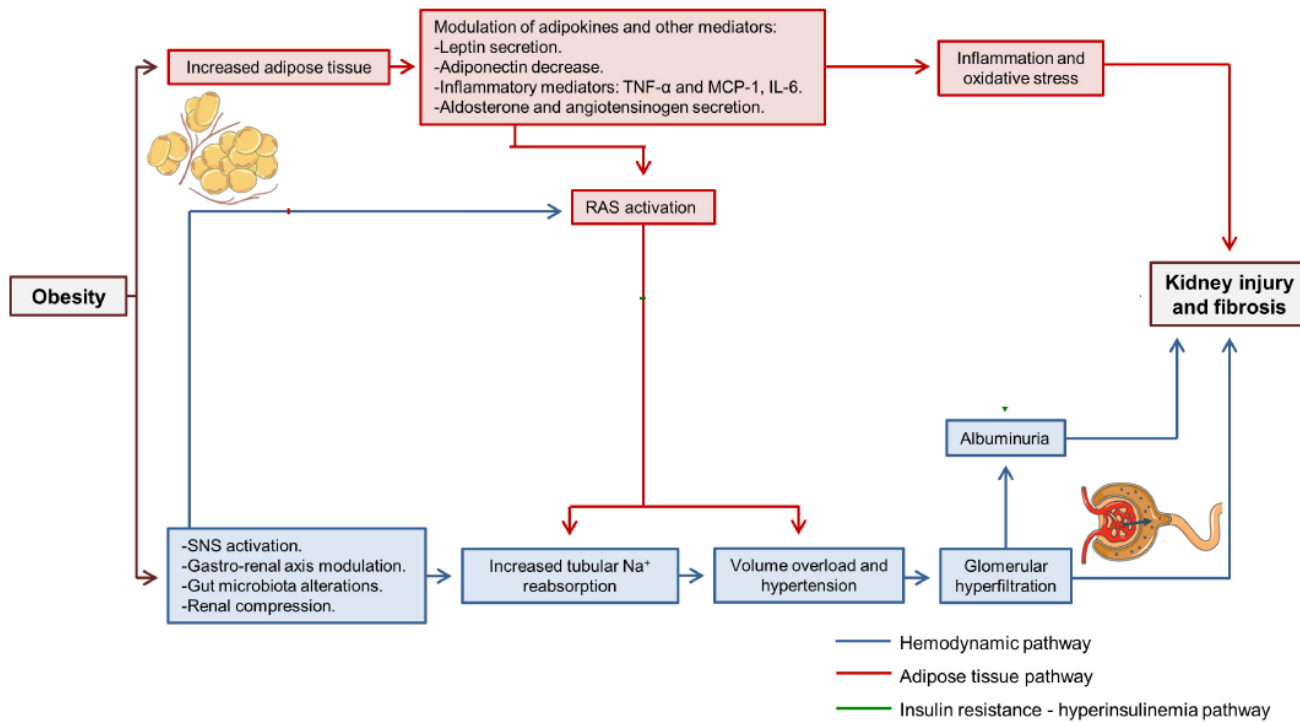 Modulation of adipokines and other mediators:
-Leptin secretion.
-Adiponectin decrease.
-Inflammatory mediators: TNF-α and MCP-1, IL-6.
-Aldosterone and angiotensinogen secretion.
Increased adipose tissue
Inflammation and
oxidative stress
RAS activation
Obesity
Kidney injury
and fibrosis
Albuminuria
-SNS activation.
-Gastro-renal axis modulation.
-Gut microbiota alterations.
-Renal compression.
Increased tubular Na⁺
reabsorption
Volume overload and
hypertension
Glomerular
hyperfiltration
Hemodynamic pathway
Adipose tissue pathway
Insulin resistance - hyperinsulinemia pathway